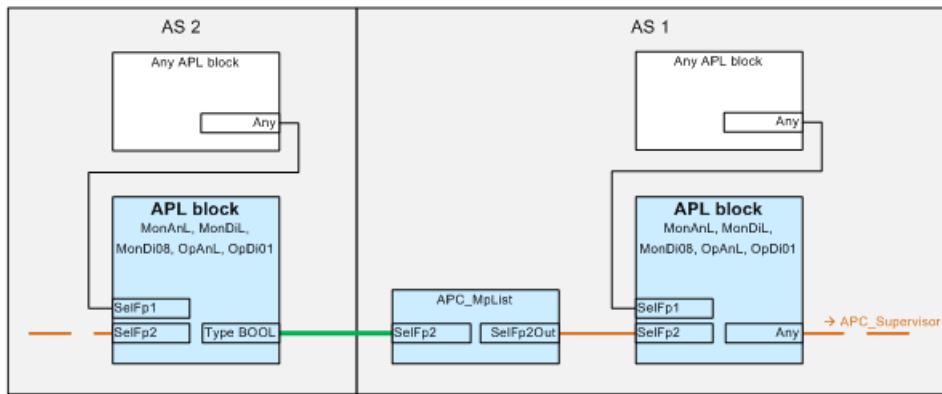 AS 2
Any APL block
Any
APL block
MonAnL, MonDiL,
MonDi08, OpAnL, OpDi01
SelFp1
SelFp2
Type BOOL
AS 1
Any APL block
Any
APC_MpList
SelFp2
SelFp2Out
APL block
MonAnL, MonDiL,
MonDi08, OpAnL, OpDi01
SelFp1
SelFp2
Any
→ APC_Supervisor